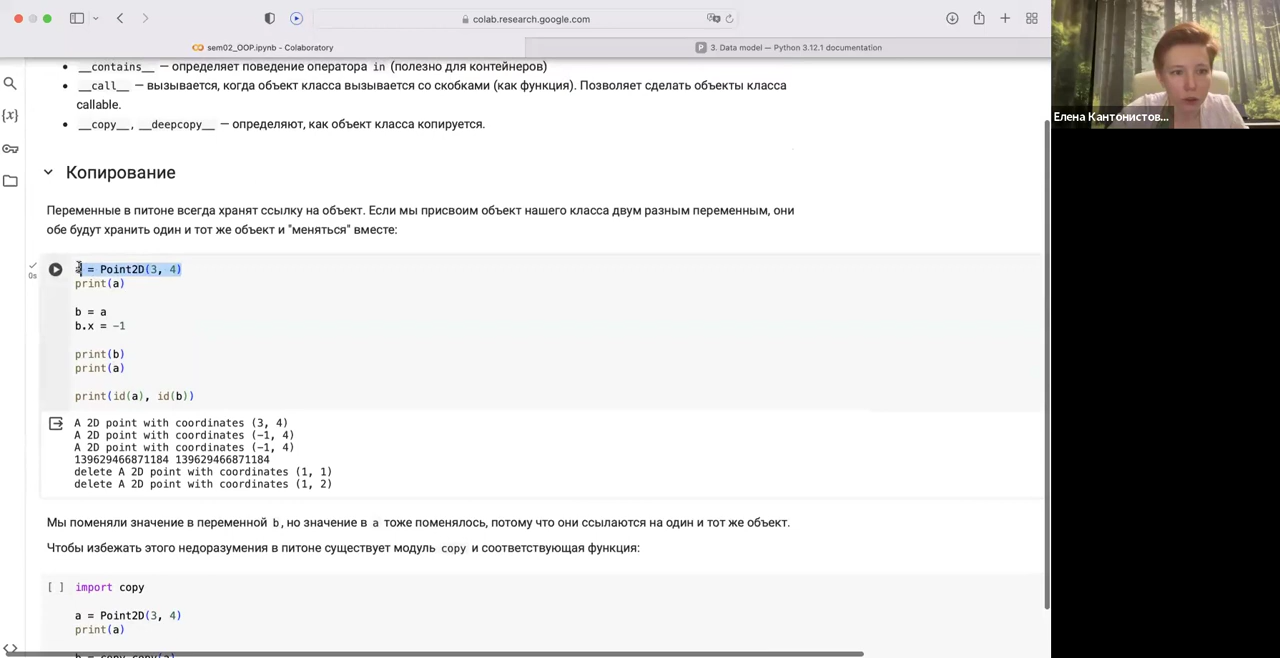 colab.research.google.com
sem02_OOP.ipynb - Colaboratory
3. Data model — Python 3.12.1 documentation
Елена Кантонистов...
__contains__ — определяет поведение оператора in (полезно для контейнеров)
__call__ — вызывается, когда объект класса вызывается со скобками (как функция). Позволяет сделать объекты класса
callable.
__copy__, __deepcopy__ — определяют, как объект класса копируется.
Копирование
Переменные в питоне всегда хранят ссылку на объект. Если мы присвоим объект нашего класса двум разным переменным, они
обе будут хранить один и тот же объект и "меняться" вместе:
0s
a = Point2D(3, 4)
print(a)
b = a
b.x = -1
print(b)
print(a)
print(id(a), id(b))
A 2D point with coordinates (3, 4)
A 2D point with coordinates (-1, 4)
A 2D point with coordinates (-1, 4)
139629466871184 139629466871184
delete A 2D point with coordinates (1, 1)
delete A 2D point with coordinates (1, 2)
Мы поменяли значение в переменной b, но значение в a тоже поменялось, потому что они ссылаются на один и тот же объект.
Чтобы избежать этого недоразумения в питоне существует модуль copy и соответствующая функция:
[ ] import copy
a = Point2D(3, 4)
print(a)
b = copy.copy(a)